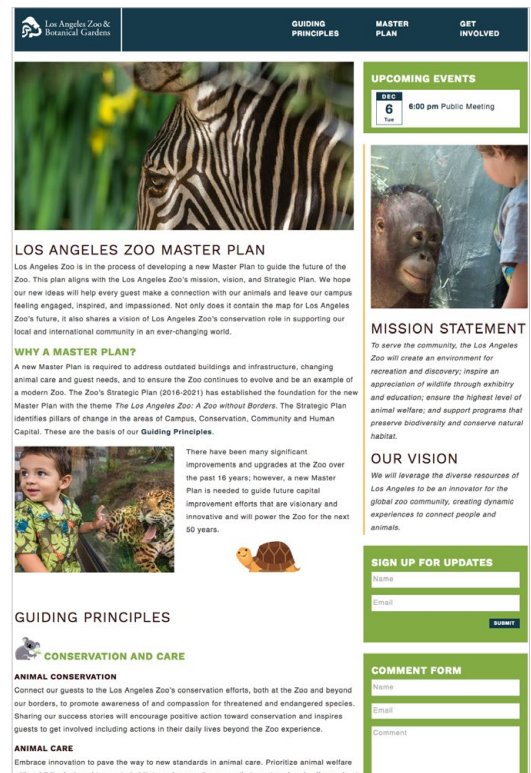 Los Angeles Zoo &
Botanical Gardens
GUIDING
PRINCIPLES
MASTER
PLAN
GET
INVOLVED
LOS ANGELES ZOO MASTER PLAN
Los Angeles Zoo is in the process of developing a new Master Plan to guide the future of the
Zoo. This plan aligns with the Los Angeles Zoo's mission, vision, and Strategic Plan. We hope
our new ideas will help every guest make a connection with our animals and leave our campus
feeling engaged, inspired, and impassioned. Not only does it contain the map for Los Angeles
Zoo's future, it also shares a vision of Los Angeles Zoo's conservation role in supporting our
local and international community in an ever-changing world.
WHY A MASTER PLAN?
A new Master Plan is required to address outdated buildings and infrastructure, changing
animal care and guest needs, and to ensure the Zoo continues to evolve and be an example of
a modern Zoo. The Zoo's Strategic Plan (2016-2021) has established the foundation for the new
Master Plan with the theme The Los Angeles Zoo: A Zoo without Borders. The Strategic Plan
identifies pillars of change in the areas of Campus, Conservation, Community and Human
Capital. These are the basis of our Guiding Principles.
There have been many significant
improvements and upgrades at the Zoo over
the past 16 years; however, a new Master
Plan is needed to guide future capital
improvement efforts that are visionary and
innovative and will power the Zoo for the next
50 years.
GUIDING PRINCIPLES
CONSERVATION AND CARE
ANIMAL CONSERVATION
Connect our guests to the Los Angeles Zoo's conservation efforts, both at the Zoo and beyond
our borders, to promote awareness of and compassion for threatened and endangered species.
Sharing our success stories will encourage positive action toward conservation and inspires
guests to get involved including actions in their daily lives beyond the Zoo experience.
ANIMAL CARE
Embrace innovation to pave the way to new standards in animal care. Prioritize animal welfare
UPCOMING EVENTS
DEC
6
Tue
6:00 pm Public Meeting
MISSION STATEMENT
To serve the community, the Los Angeles
Zoo will create an environment for
recreation and discovery; inspire an
appreciation of wildlife through exhibitry
and education; ensure the highest level of
animal welfare; and support programs that
preserve biodiversity and conserve natural
habitat.
OUR VISION
We will leverage the diverse resources of
Los Angeles to be an innovator for the
global zoo community, creating dynamic
experiences to connect people and
animals.
SIGN UP FOR UPDATES
Name
Email
SUBMIT
COMMENT FORM
Name
Email
Comment